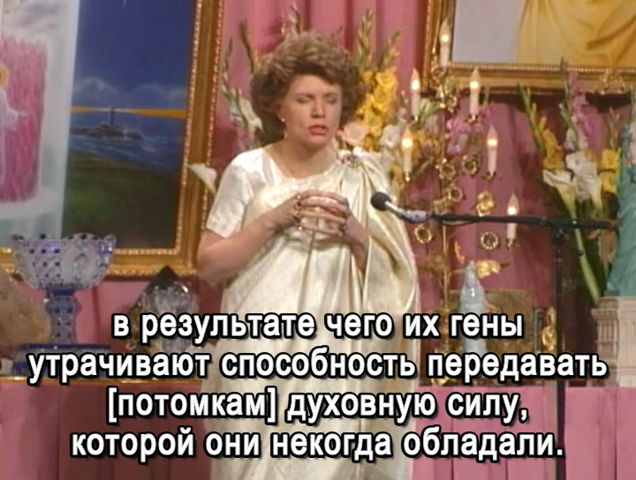 в результате чего их гены
утрачивают способность передавать
[потомкам] духовную силу,
которой они некогда обладали.